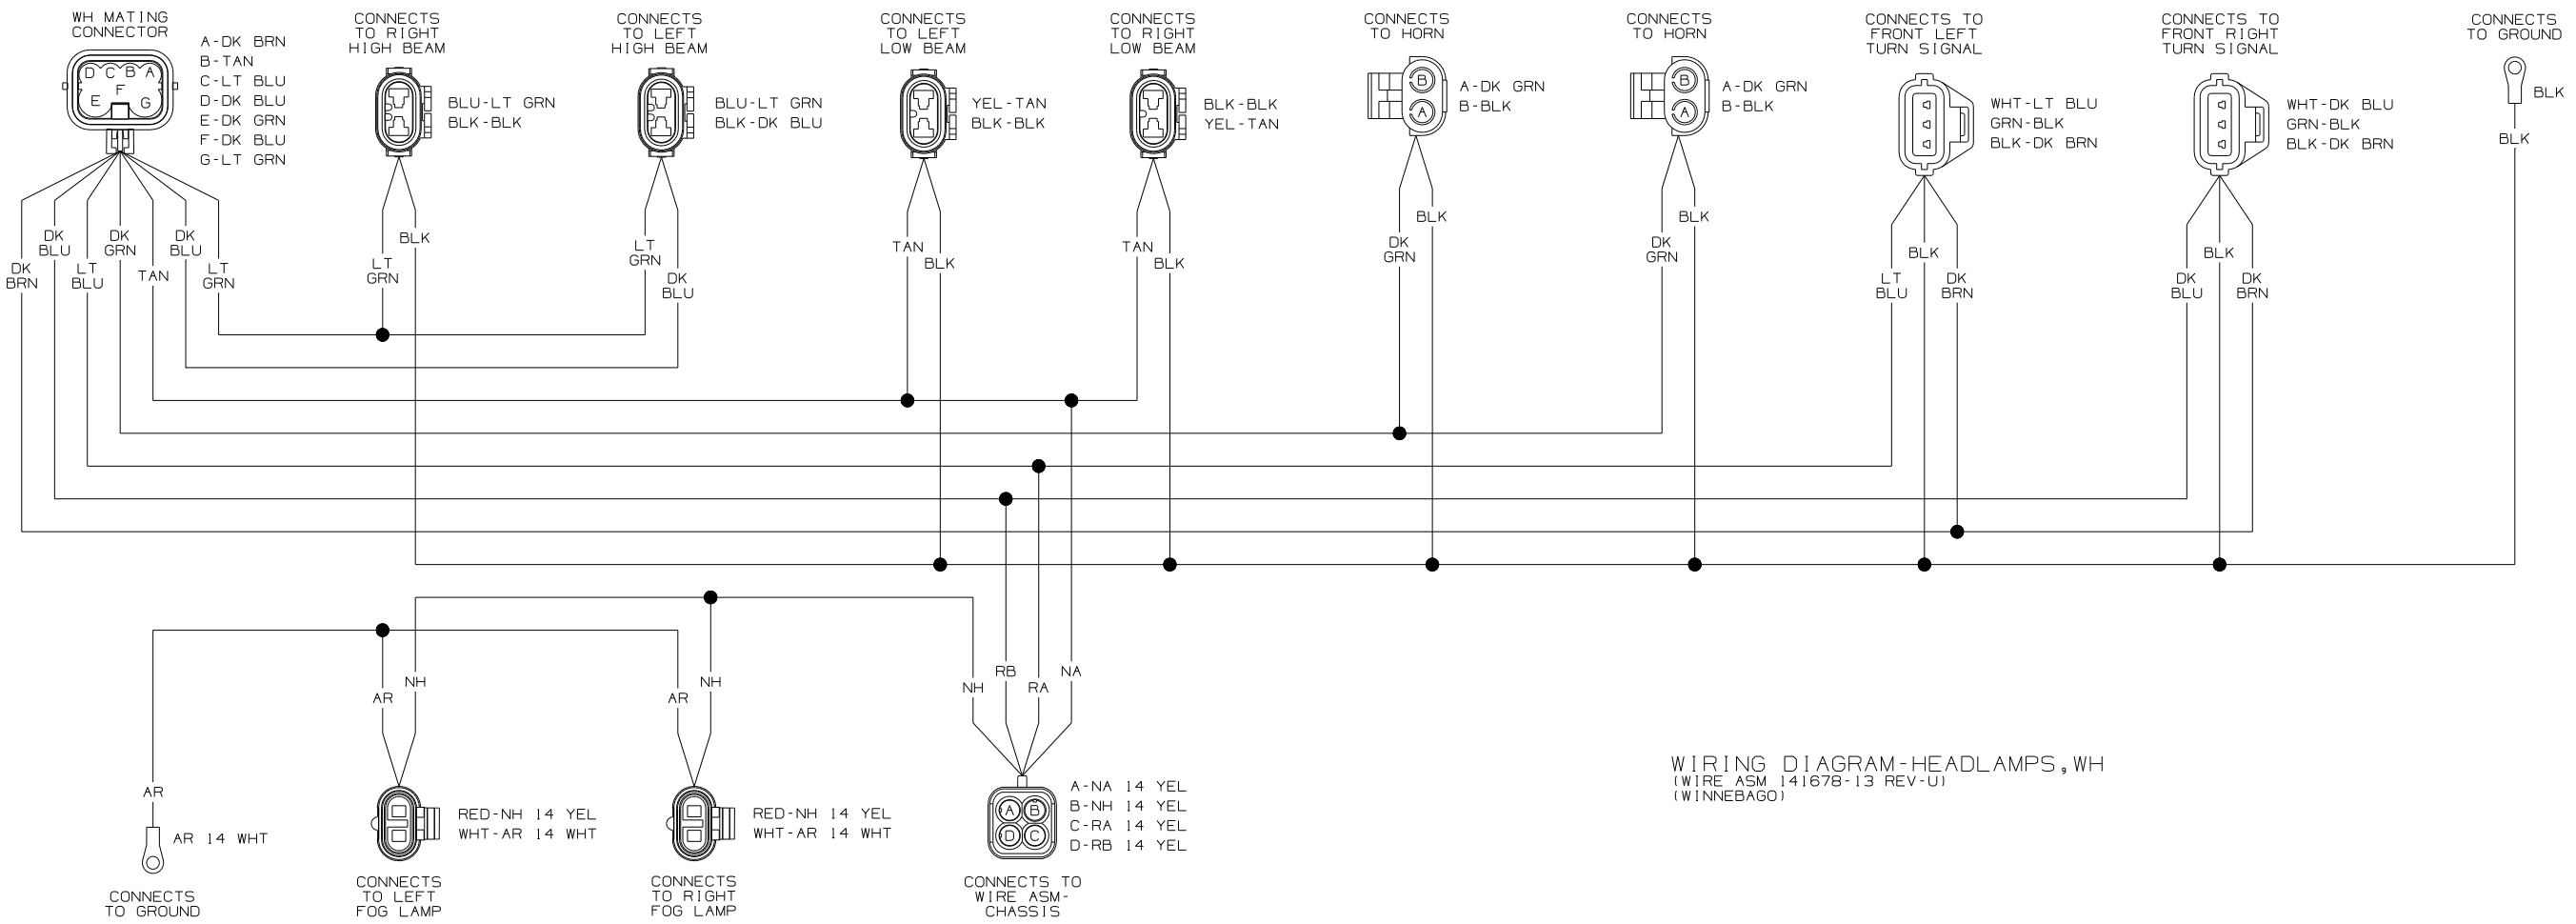 WH MATING
CONNECTOR
D C B A
F
E G
A-DK BRN
B-TAN
C-LT BLU
D-DK BLU
E-DK GRN
F-DK BLU
G-LT GRN
CONNECTS
TO RIGHT
HIGH BEAM
BLU-LT GRN
BLK-BLK
CONNECTS
TO LEFT
HIGH BEAM
BLU-LT GRN
BLK-DK BLU
CONNECTS
TO LEFT
LOW BEAM
YEL-TAN
BLK-BLK
CONNECTS
TO RIGHT
LOW BEAM
BLK-BLK
YEL-TAN
CONNECTS
TO HORN
B
A
A-DK GRN
B-BLK
CONNECTS
TO HORN
B
A
A-DK GRN
B-BLK
CONNECTS TO
FRONT LEFT
TURN SIGNAL
WHT-LT BLU
GRN-BLK
BLK-DK BRN
CONNECTS TO
FRONT RIGHT
TURN SIGNAL
WHT-DK BLU
GRN-BLK
BLK-DK BRN
CONNECTS
TO GROUND
BLK
BLK
DK
BRN
DK
BLU
LT
BLU
DK
GRN
TAN
DK
BLU
LT
GRN
LT
GRN
BLK
LT
GRN
DK
BLU
TAN
BLK
TAN
BLK
DK
GRN
BLK
DK
GRN
BLK
LT
BLU
BLK
DK
BRN
DK
BLU
BLK
DK
BRN
AR
AR 14 WHT
CONNECTS
TO GROUND
AR
NH
RED-NH 14 YEL
WHT-AR 14 WHT
CONNECTS
TO LEFT
FOG LAMP
AR
NH
RED-NH 14 YEL
WHT-AR 14 WHT
CONNECTS
TO RIGHT
FOG LAMP
NH
RB
RA
NA
A B
D C
A-NA 14 YEL
B-NH 14 YEL
C-RA 14 YEL
D-RB 14 YEL
CONNECTS TO
WIRE ASM-
CHASSIS
WIRING DIAGRAM-HEADLAMPS,WH
(WIRE ASM 141678-13 REV-U)
(WINNEBAGO)